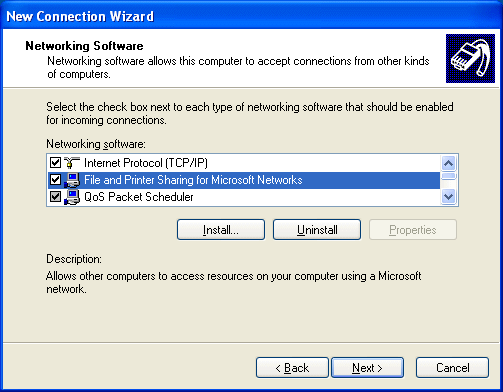 New Connection Wizard
Networking Software
Networking software allows this computer to accept connections from other kinds
of computers.
Select the check box next to each type of networking software that should be enabled
for incoming connections.
Networking software:
Internet Protocol (TCP/IP)
File and Printer Sharing for Microsoft Networks
QoS Packet Scheduler
Install...
Uninstall
Properties
Description:
Allows other computers to access resources on your computer using a Microsoft
network.
< Back
Next >
Cancel